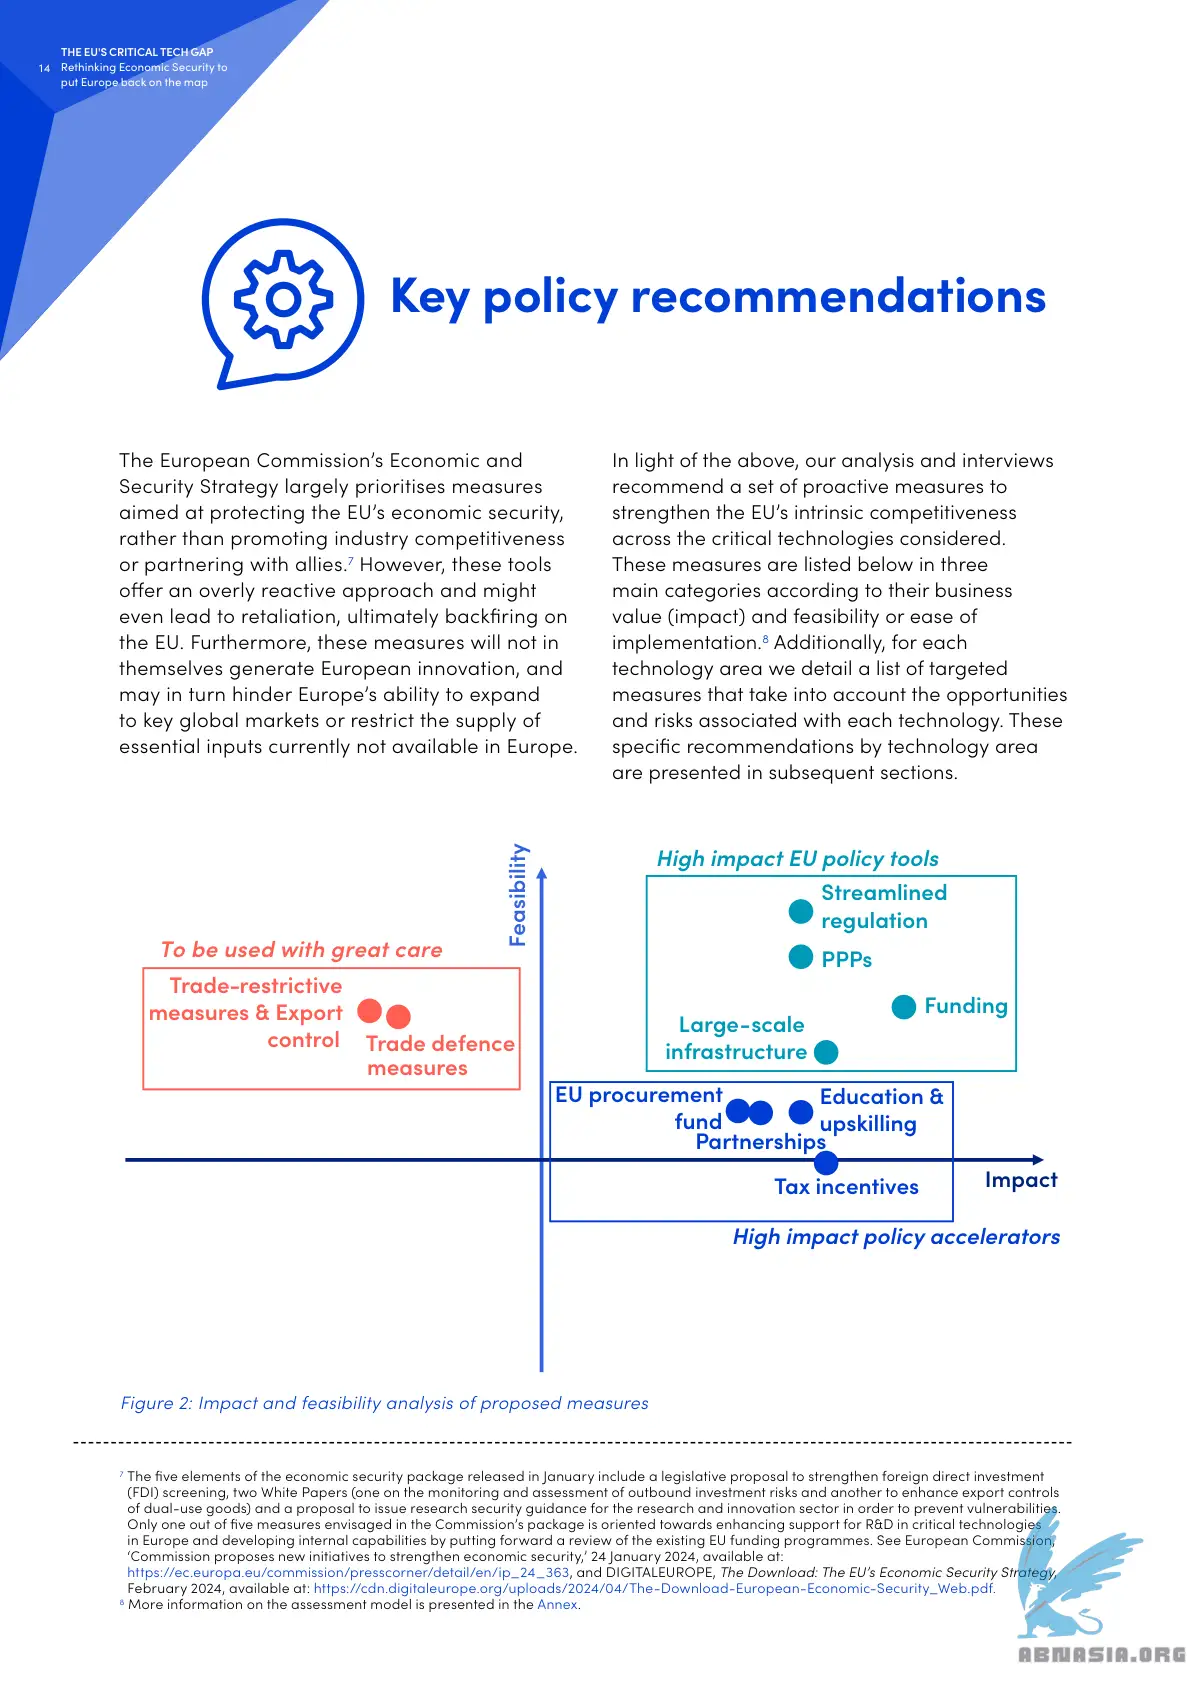 THE EU'S CRITICAL TECH GAP
14 Rethinking Economic Security to
put Europe back on the map
Key policy recommendations
The European Commission's Economic and
Security Strategy largely prioritises measures
aimed at protecting the EU's economic security,
rather than promoting industry competitiveness
or partnering with allies.7 However, these tools
offer an overly reactive approach and might
even lead to retaliation, ultimately backfiring on
the EU. Furthermore, these measures will not in
themselves generate European innovation, and
may in turn hinder Europe's ability to expand
to key global markets or restrict the supply of
essential inputs currently not available in Europe.
In light of the above, our analysis and interviews
recommend a set of proactive measures to
strengthen the EU's intrinsic competitiveness
across the critical technologies considered.
These measures are listed below in three
main categories according to their business
value (impact) and feasibility or ease of
implementation.8 Additionally, for each
technology area we detail a list of targeted
measures that take into account the opportunities
and risks associated with each technology. These
specific recommendations by technology area
are presented in subsequent sections.
Feasibility
High impact EU policy tools
Streamlined
regulation
PPPs
Funding
Large-scale
infrastructure
To be used with great care
Trade-restrictive
measures & Export
control
Trade defence
measures
EU procurement
fund
Partnerships
Education &
upskilling
Tax incentives
Impact
High impact policy accelerators
Figure 2: Impact and feasibility analysis of proposed measures
7 The five elements of the economic security package released in January include a legislative proposal to strengthen foreign direct investment
(FDI) screening, two White Papers (one on the monitoring and assessment of outbound investment risks and another to enhance export controls
of dual-use goods) and a proposal to issue research security guidance for the research and innovation sector in order to prevent vulnerabilities.
Only one out of five measures envisaged in the Commission's package is oriented towards enhancing support for R&D in critical technologies
in Europe and developing internal capabilities by putting forward a review of the existing EU funding programmes. See European Commission,
'Commission proposes new initiatives to strengthen economic security,' 24 January 2024, available at:
https://ec.europa.eu/commission/presscorner/detail/en/ip_24_363, and DIGITALEUROPE, The Download: The EU's Economic Security Strategy,
February 2024, available at: https://cdn.digitaleurope.org/uploads/2024/04/The-Download-European-Economic-Security_Web.pdf.
8 More information on the assessment model is presented in the Annex.
ABNASIA.ORG